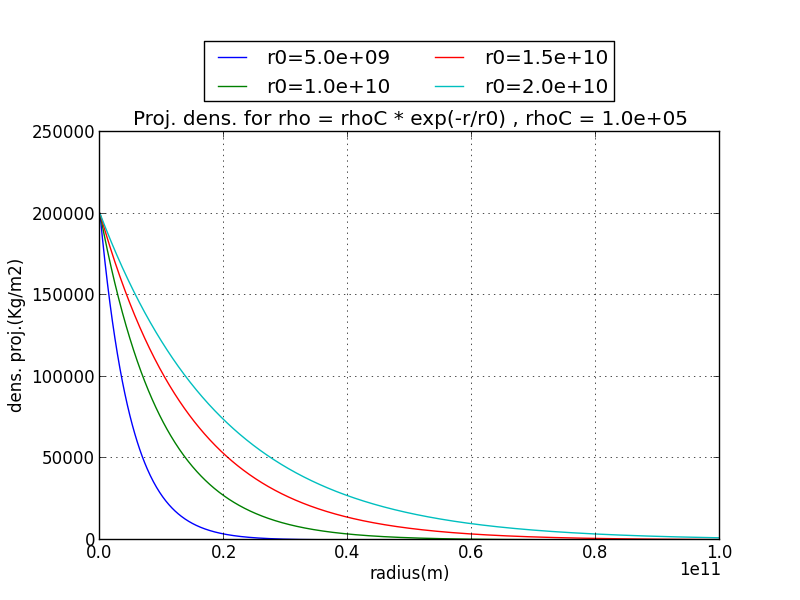 r0=5.0e+09
r0=1.5e+10
r0=1.0e+10
r0=2.0e+10
Proj. dens. for rho = rhoC * exp(-r/r0) , rhoC = 1.0e+05
250000
200000
150000
100000
50000
0
dens. proj.(Kg/m2)
0.0
0.2
0.4
0.6
0.8
1.0
1e11
radius(m)